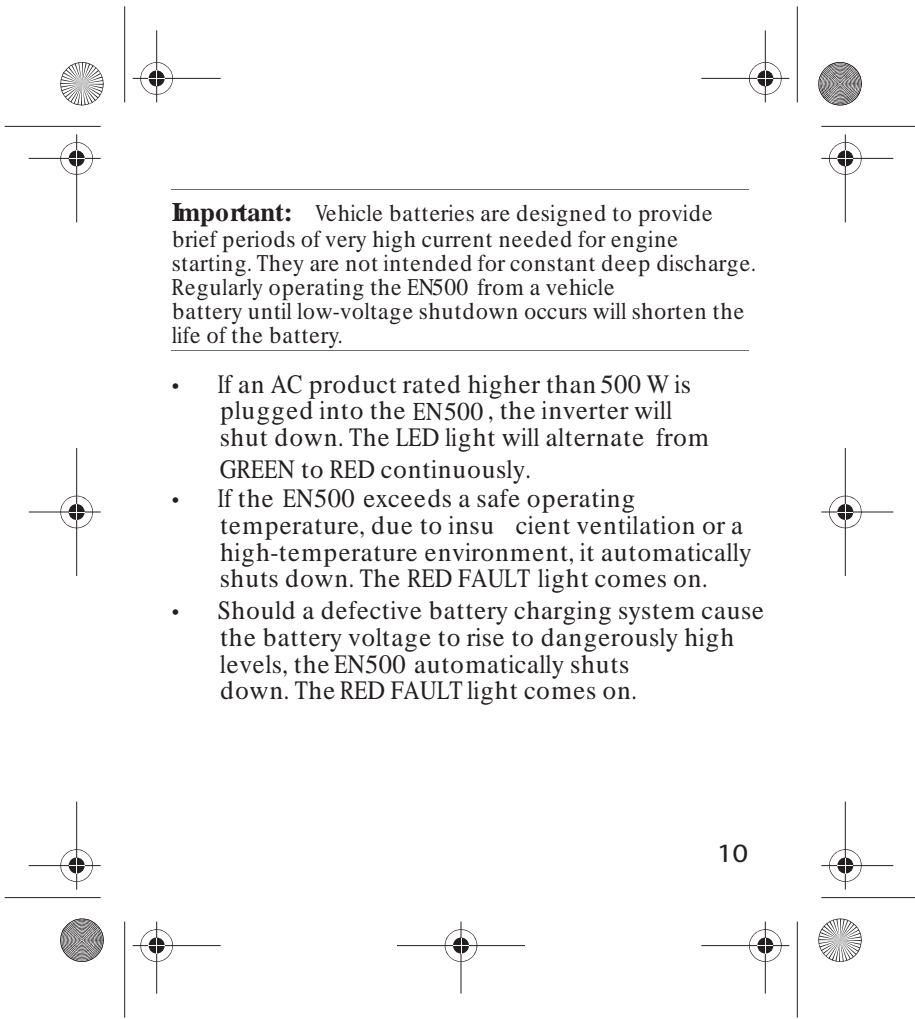 Important: Vehicle batteries are designed to provide
brief periods of very high current needed for engine
starting. They are not intended for constant deep discharge.
Regularly operating the EN500 from a vehicle
battery until low-voltage shutdown occurs will shorten the
life of the battery.
• If an AC product rated higher than 500 W is
plugged into the EN500 , the inverter will
shut down. The LED light will alternate from
GREEN to RED continuously.
• If the EN500 exceeds a safe operating
temperature, due to insu cient ventilation or a
high-temperature environment, it automatically
shuts down. The RED FAULT light comes on.
• Should a defective battery charging system cause
the battery voltage to rise to dangerously high
levels, the EN500 automatically shuts
down. The RED FAULT light comes on.
10